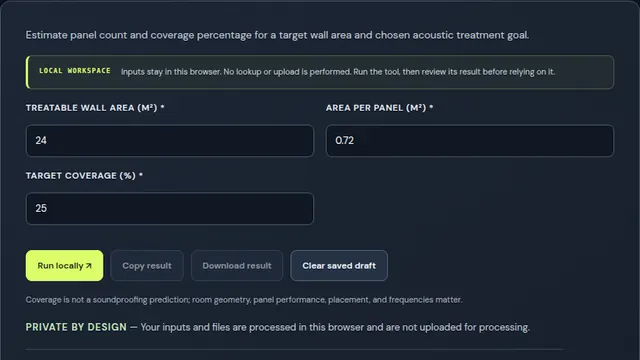 Estimate panel count and coverage percentage for a target wall area and chosen acoustic treatment goal.
LOCAL WORKSPACE Inputs stay in this browser. No lookup or upload is performed. Run the tool, then review its result before relying on it.
TREATABLE WALL AREA (M²) * AREA PER PANEL (M²) *
24 0.72
TARGET COVERAGE (%) *
25
Run locally ↗ Copy result Download result Clear saved draft
Coverage is not a soundproofing prediction; room geometry, panel performance, placement, and frequencies matter.
PRIVATE BY DESIGN — Your inputs and files are processed in this browser and are not uploaded for processing.